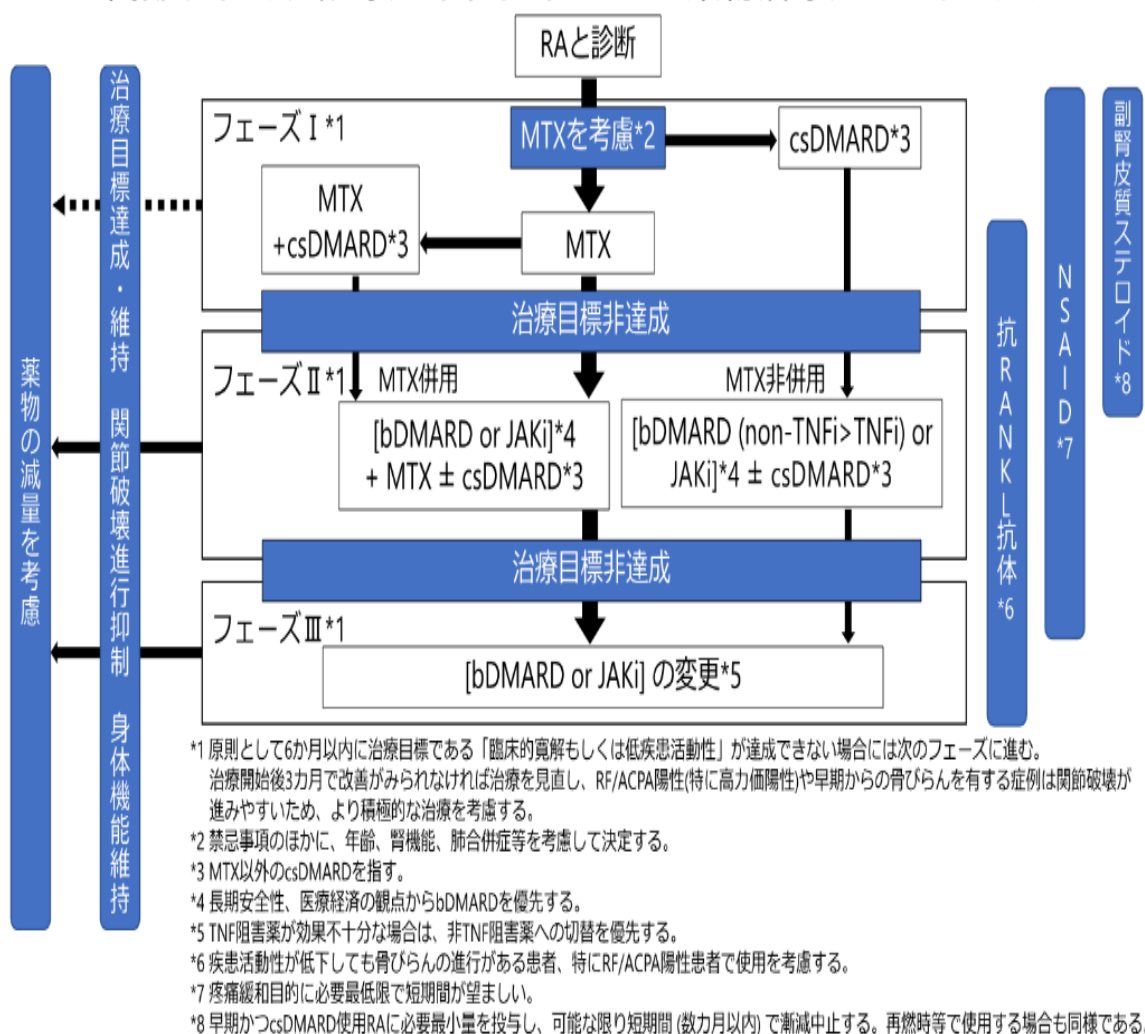 RAと診断
フェーズⅠ*1
MTXを考慮*2
csDMARD*3
MTX
+csDMARD*3
MTX
治療目標非達成
フェーズⅡ*1
MTX併用
MTX非併用
[bDMARD or JAKi]*4
+ MTX ± csDMARD*3
[bDMARD (non-TNFi>TNFi) or
JAKi]*4 ± csDMARD*3
治療目標非達成
フェーズⅢ*1
[bDMARD or JAKi] の変更*5
薬物の減量を考慮
治療目標達成・維持 関節破壊進行抑制 身体機能維持
抗RANKL抗体*6
NSAID*7
副腎皮質ステロイド*8
*1 原則として6か月以内に治療目標である「臨床的寛解もしくは低疾患活動性」が達成できない場合には次のフェーズに進む。
治療開始後3カ月で改善がみられなければ治療を見直し、RF/ACPA陽性(特に高力価陽性)や早期からの骨びらんを有する症例は関節破壊が
進みやすいため、より積極的な治療を考慮する。
*2 禁忌事項のほかに、年齢、腎機能、肺合併症等を考慮して決定する。
*3 MTX以外のcsDMARDを指す。
*4 長期安全性、医療経済の観点からbDMARDを優先する。
*5 TNF阻害薬が効果不十分な場合は、非TNF阻害薬への切替を優先する。
*6 疾患活動性が低下しても骨びらんの進行がある患者、特にRF/ACPA陽性患者で使用を考慮する。
*7 疼痛緩和目的に必要最低限で短期間が望ましい。
*8 早期かつcsDMARD使用RAに必要最小量を投与し、可能な限り短期間 (数カ月以内) で漸減中止する。再燃時等で使用する場合も同様である